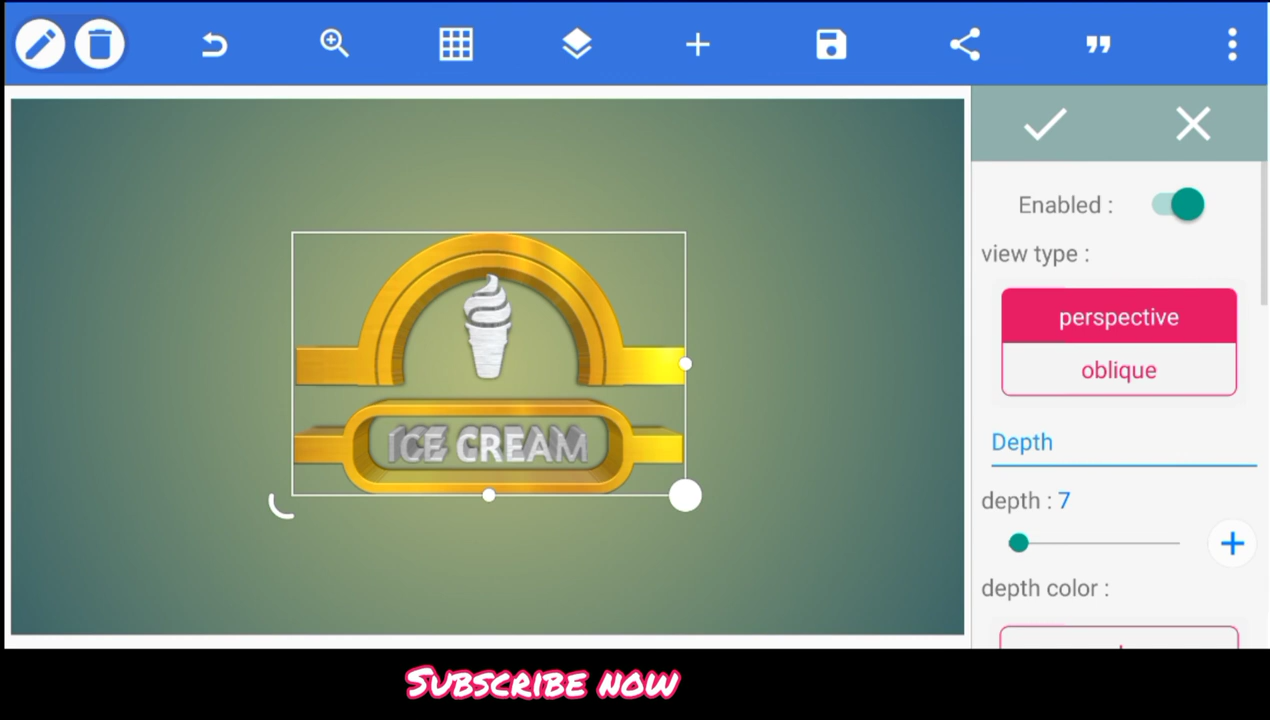 Enabled :
view type :
perspective
oblique
Depth
depth : 7
depth color :
ICE CREAM
SUBSCRIBE NOW